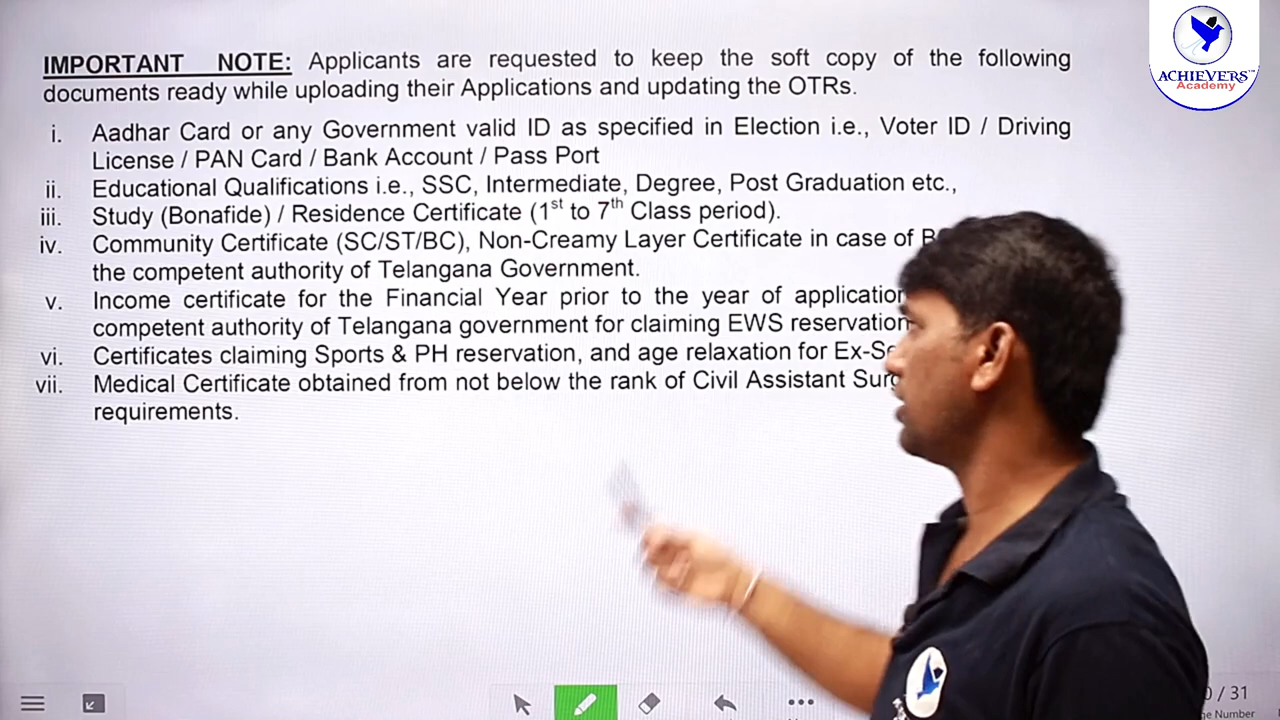 IMPORTANT NOTE: Applicants are requested to keep the soft copy of the following
documents ready while uploading their Applications and updating the OTRs.
i. Aadhar Card or any Government valid ID as specified in Election i.e., Voter ID / Driving
License / PAN Card / Bank Account / Pass Port
ii. Educational Qualifications i.e., SSC, Intermediate, Degree, Post Graduation etc.,
iii. Study (Bonafide) / Residence Certificate (1st to 7th Class period).
iv. Community Certificate (SC/ST/BC), Non-Creamy Layer Certificate in case of
the competent authority of Telangana Government.
v. Income certificate for the Financial Year prior to the year of application
competent authority of Telangana government for claiming EWS reservation
vi. Certificates claiming Sports & PH reservation, and age relaxation for
vii. Medical Certificate obtained from not below the rank of Civil Assistant
requirements.
ACHIEVERS™
Academy
/ 31
Number